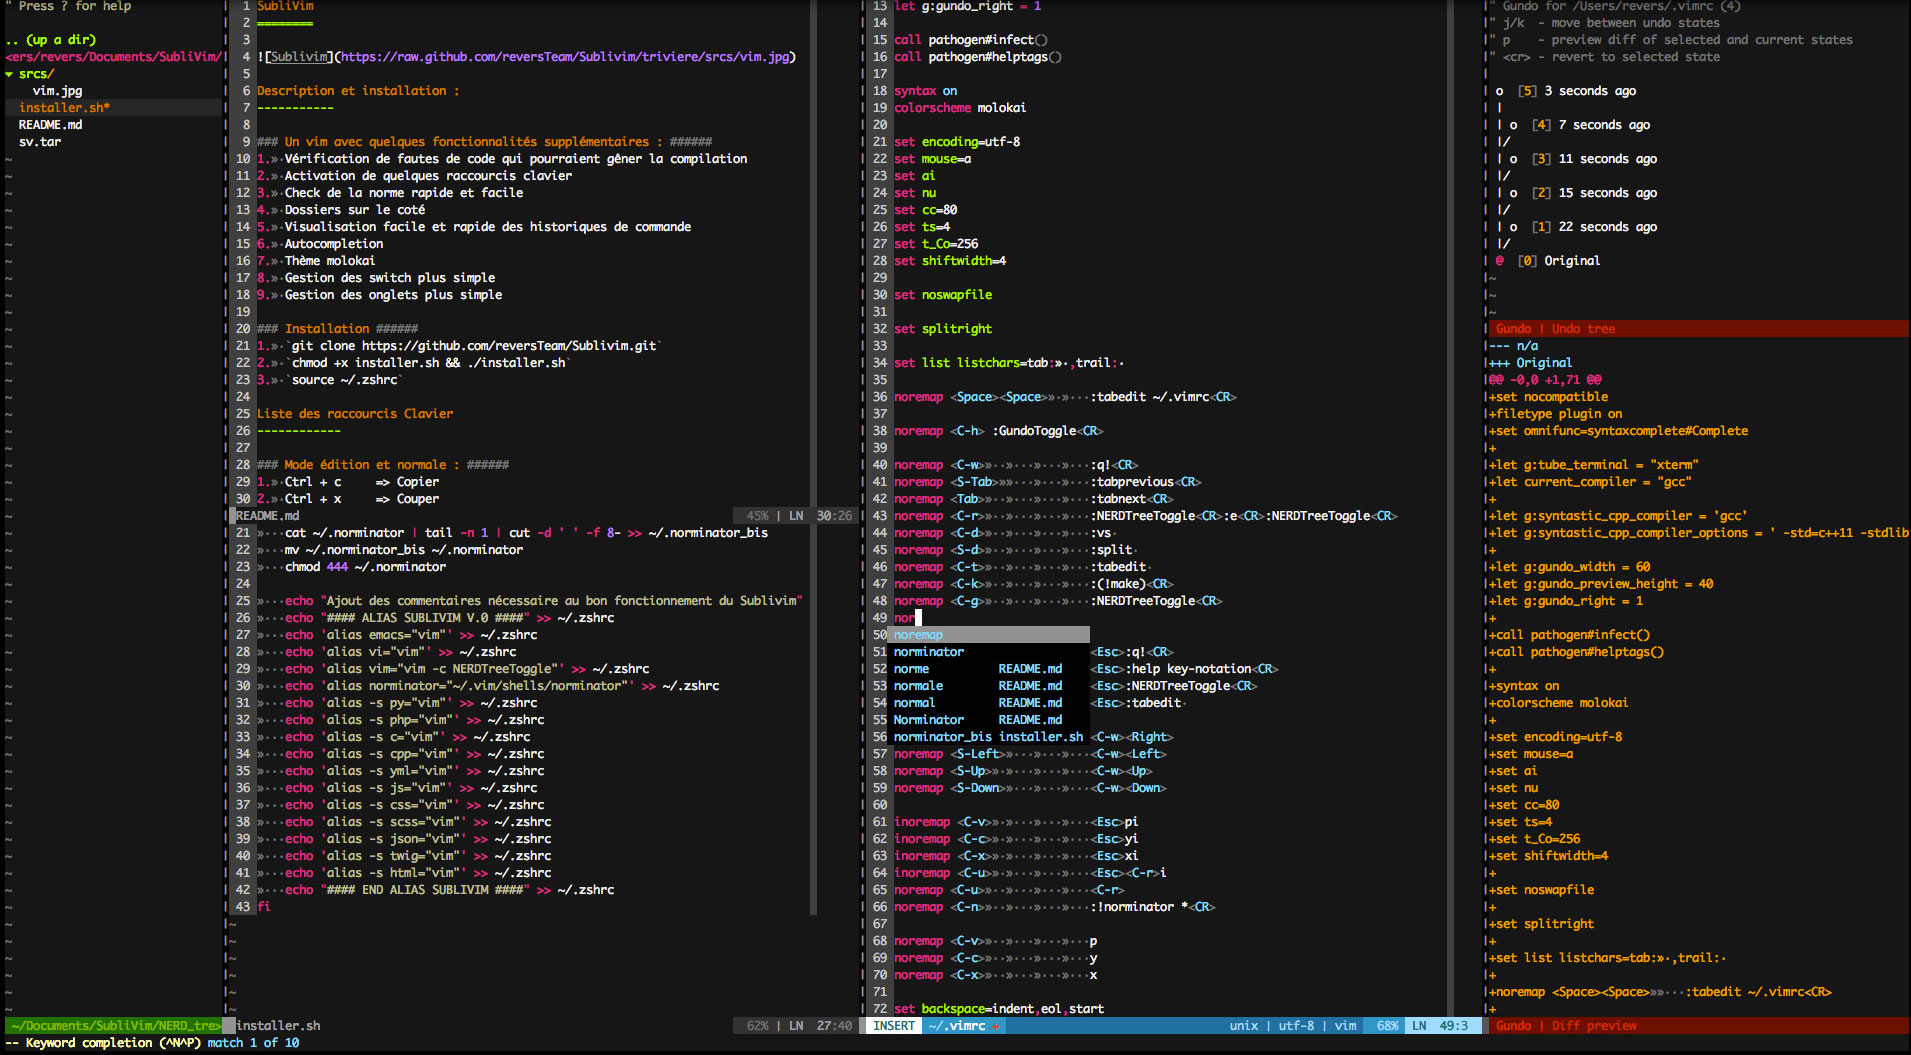 " Press ? for help
.. (up a dir)
<ers/revers/Documents/SubliVim/
▾ srcs/
vim.jpg
installer.sh*
README.md
sv.tar
~/Documents/SubliVim/NERD_tre>
1 SubliVim
2 ========
3
4 ![Sublivim](https://raw.github.com/reversTeam/Sublivim/triviere/srcs/vim.jpg)
5
6 Description et installation :
7 -----------
8
9 ### Un vim avec quelques fonctionnalités supplémentaires : ######
10 1.»·Vérification de fautes de code qui pourraient gêner la compilation
11 2.»·Activation de quelques raccourcis clavier
12 3.»·Check de la norme rapide et facile
13 4.»·Dossiers sur le coté
14 5.»·Visualisation facile et rapide des historiques de commande
15 6.»·Autocompletion
16 7.»·Thème molokai
17 8.»·Gestion des switch plus simple
18 9.»·Gestion des onglets plus simple
19
20 ### Installation ######
21 1.»·`git clone https://github.com/reversTeam/Sublivim.git`
22 2.»·`chmod +x installer.sh && ./installer.sh`
23 3.»·`source ~/.zshrc`
24
25 Liste des raccourcis Clavier
26 ------------
27
28 ### Mode édition et normale : ######
29 1.»·Ctrl + c     => Copier
30 2.»·Ctrl + x     => Couper
README.md 45% | LN 30:26
21 »···cat ~/.norminator | tail -n 1 | cut -d ' ' -f 8- >> ~/.norminator_bis
22 »···mv ~/.norminator_bis ~/.norminator
23 »···chmod 444 ~/.norminator
24
25 »···echo "Ajout des commentaires nécessaire au bon fonctionnement du Sublivim"
26 »···echo "#### ALIAS SUBLIVIM V.0 ####" >> ~/.zshrc
27 »···echo 'alias emacs="vim"' >> ~/.zshrc
28 »···echo 'alias vi="vim"' >> ~/.zshrc
29 »···echo 'alias vim="vim -c NERDTreeToggle"' >> ~/.zshrc
30 »···echo 'alias norminator="~/.vim/shells/norminator"' >> ~/.zshrc
31 »···echo 'alias -s py="vim"' >> ~/.zshrc
32 »···echo 'alias -s php="vim"' >> ~/.zshrc
33 »···echo 'alias -s c="vim"' >> ~/.zshrc
34 »···echo 'alias -s cpp="vim"' >> ~/.zshrc
35 »···echo 'alias -s yml="vim"' >> ~/.zshrc
36 »···echo 'alias -s js="vim"' >> ~/.zshrc
37 »···echo 'alias -s css="vim"' >> ~/.zshrc
38 »···echo 'alias -s scss="vim"' >> ~/.zshrc
39 »···echo 'alias -s json="vim"' >> ~/.zshrc
40 »···echo 'alias -s twig="vim"' >> ~/.zshrc
41 »···echo 'alias -s html="vim"' >> ~/.zshrc
42 »···echo "#### END ALIAS SUBLIVIM ####" >> ~/.zshrc
43 fi
installer.sh 62% | LN 27:40
13 let g:gundo_right = 1
14
15 call pathogen#infect()
16 call pathogen#helptags()
17
18 syntax on
19 colorscheme molokai
20
21 set encoding=utf-8
22 set mouse=a
23 set ai
24 set nu
25 set cc=80
26 set ts=4
27 set t_Co=256
28 set shiftwidth=4
29
30 set noswapfile
31
32 set splitright
33
34 set list listchars=tab:»·,trail:·
35
36 noremap <Space><Space>»·»···:tabedit ~/.vimrc<CR>
37
38 noremap <C-h> :GundoToggle<CR>
39
40 noremap <C-w>»··»···»···»···:q!<CR>
41 noremap <S-Tab>»»···»···»···:tabprevious<CR>
42 noremap <Tab>»··»···»···»···:tabnext<CR>
43 noremap <C-r>»··»···»···»···:NERDTreeToggle<CR>:e<CR>:NERDTreeToggle<CR>
44 noremap <C-d>»··»···»···»···:vs·
45 noremap <S-d>»··»···»···»···:split·
46 noremap <C-t>»··»···»···»···:tabedit·
47 noremap <C-k>»··»···»···»···:(!make)<CR>
48 noremap <C-g>»··»···»···»···:NERDTreeToggle<CR>
49 nor
50 noremap
51 norminator <Esc>:q!<CR>
52 norme README.md <Esc>:help key-notation<CR>
53 normale README.md <Esc>:NERDTreeToggle<CR>
54 normal README.md <Esc>:tabedit·
55 Norminator README.md
56 norminator_bis installer.sh <C-w><Right>
57 noremap <S-Left>»·»···»···»···<C-w><Left>
58 noremap <S-Up>»·»···»···»···<C-w><Up>
59 noremap <S-Down>»·»···»···»···<C-w><Down>
60
61 inoremap <C-v>»·»···»···»···<Esc>pi
62 inoremap <C-c>»·»···»···»···<Esc>yi
63 inoremap <C-x>»·»···»···»···<Esc>xi
64 inoremap <C-u>»·»···»···»···<Esc><C-r>i
65 noremap <C-u>»··»···»···»···<C-r>
66 noremap <C-n>»··»···»···»···:!norminator *<CR>
67
68 noremap <C-v>»··»···»···»···p
69 noremap <C-c>»··»···»···»···y
70 noremap <C-x>»··»···»···»···x
71
72 set backspace=indent,eol,start
INSERT ~/.vimrc + unix | utf-8 | vim 68% LN 49:3
" Gundo for /Users/revers/.vimrc (4)
" j/k  - move between undo states
" p    - preview diff of selected and current states
" <cr> - revert to selected state
o  [5] 3 seconds ago
|
| o  [4] 7 seconds ago
|/
| o  [3] 11 seconds ago
|/
| o  [2] 15 seconds ago
|/
| o  [1] 22 seconds ago
|/
@  [0] Original
Gundo | Undo tree
--- n/a
+++ Original
@@ -0,0 +1,71 @@
+set nocompatible
+filetype plugin on
+set omnifunc=syntaxcomplete#Complete
+
+let g:tube_terminal = "xterm"
+let current_compiler = "gcc"
+
+let g:syntastic_cpp_compiler = 'gcc'
+let g:syntastic_cpp_compiler_options = ' -std=c++11 -stdlib
+
+let g:gundo_width = 60
+let g:gundo_preview_height = 40
+let g:gundo_right = 1
+
+call pathogen#infect()
+call pathogen#helptags()
+
+syntax on
+colorscheme molokai
+
+set encoding=utf-8
+set mouse=a
+set ai
+set nu
+set cc=80
+set ts=4
+set t_Co=256
+set shiftwidth=4
+
+set noswapfile
+
+set splitright
+
+set list listchars=tab:»·,trail:·
+
+noremap <Space><Space>»»···:tabedit ~/.vimrc<CR>
+
Gundo | Diff preview
-- Keyword completion (^N^P) match 1 of 10